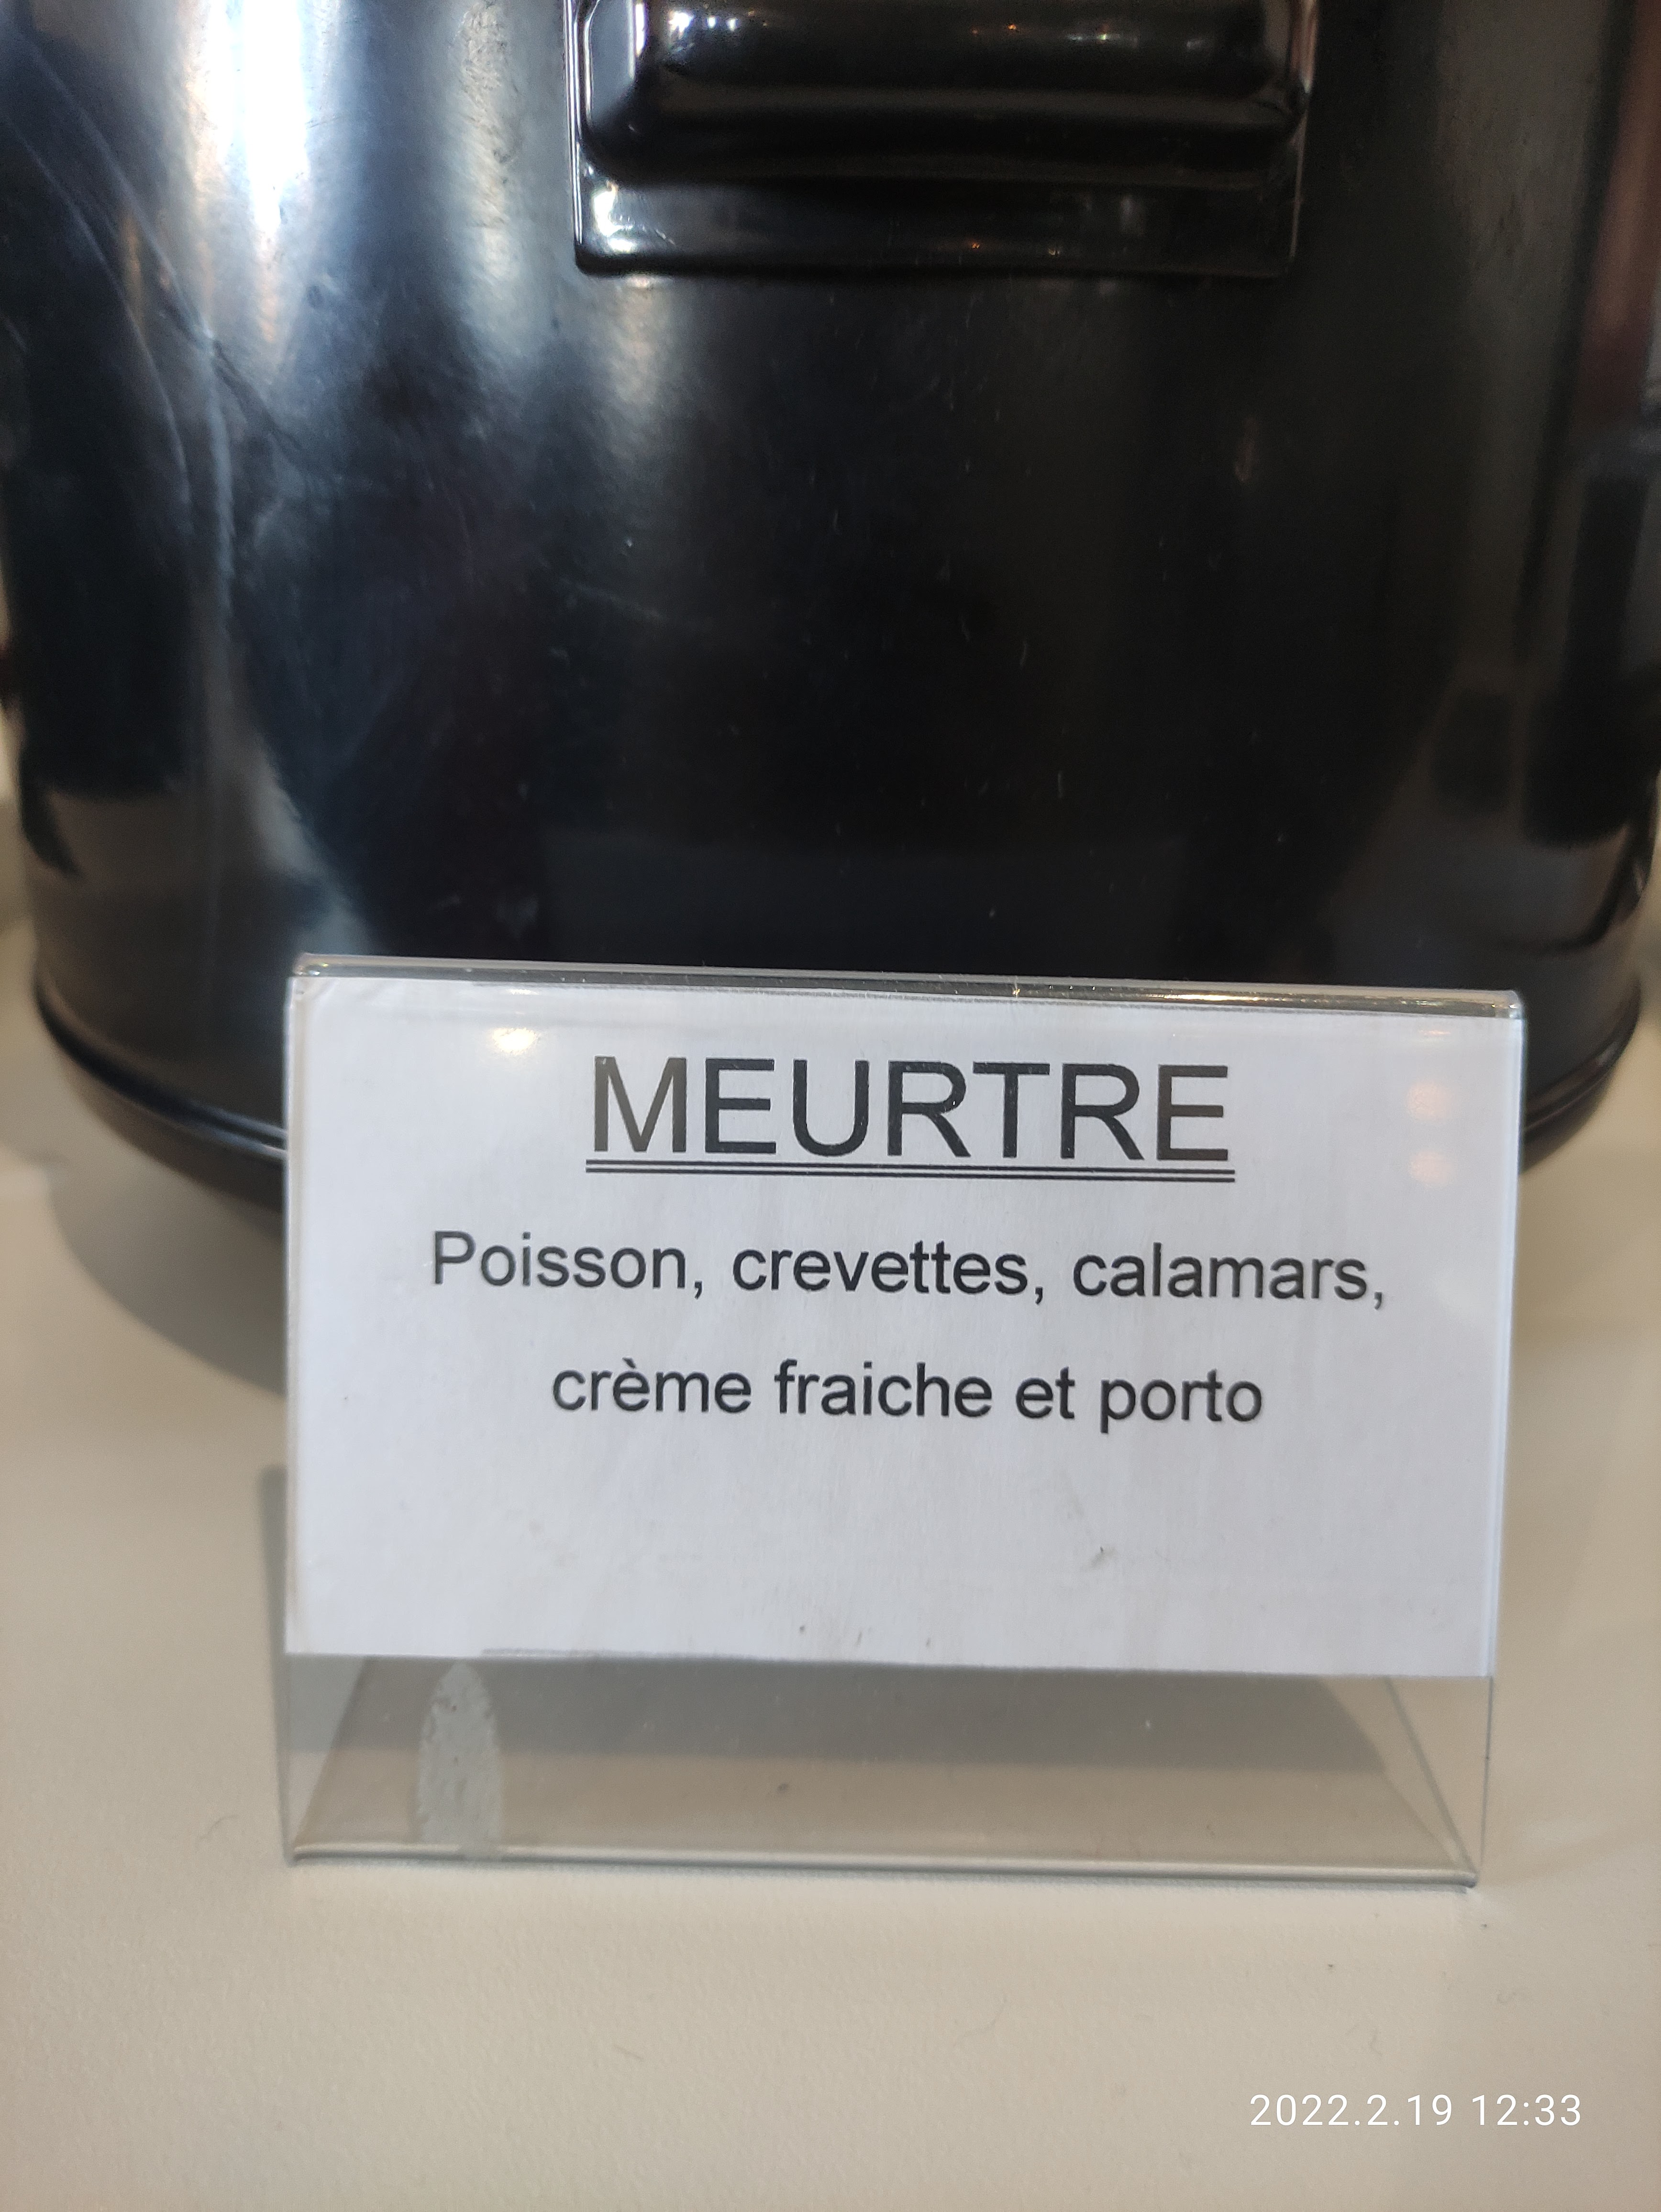 MEURTRE
Poisson, crevettes, calamars,
crème fraiche et porto
2022.2.19 12:33